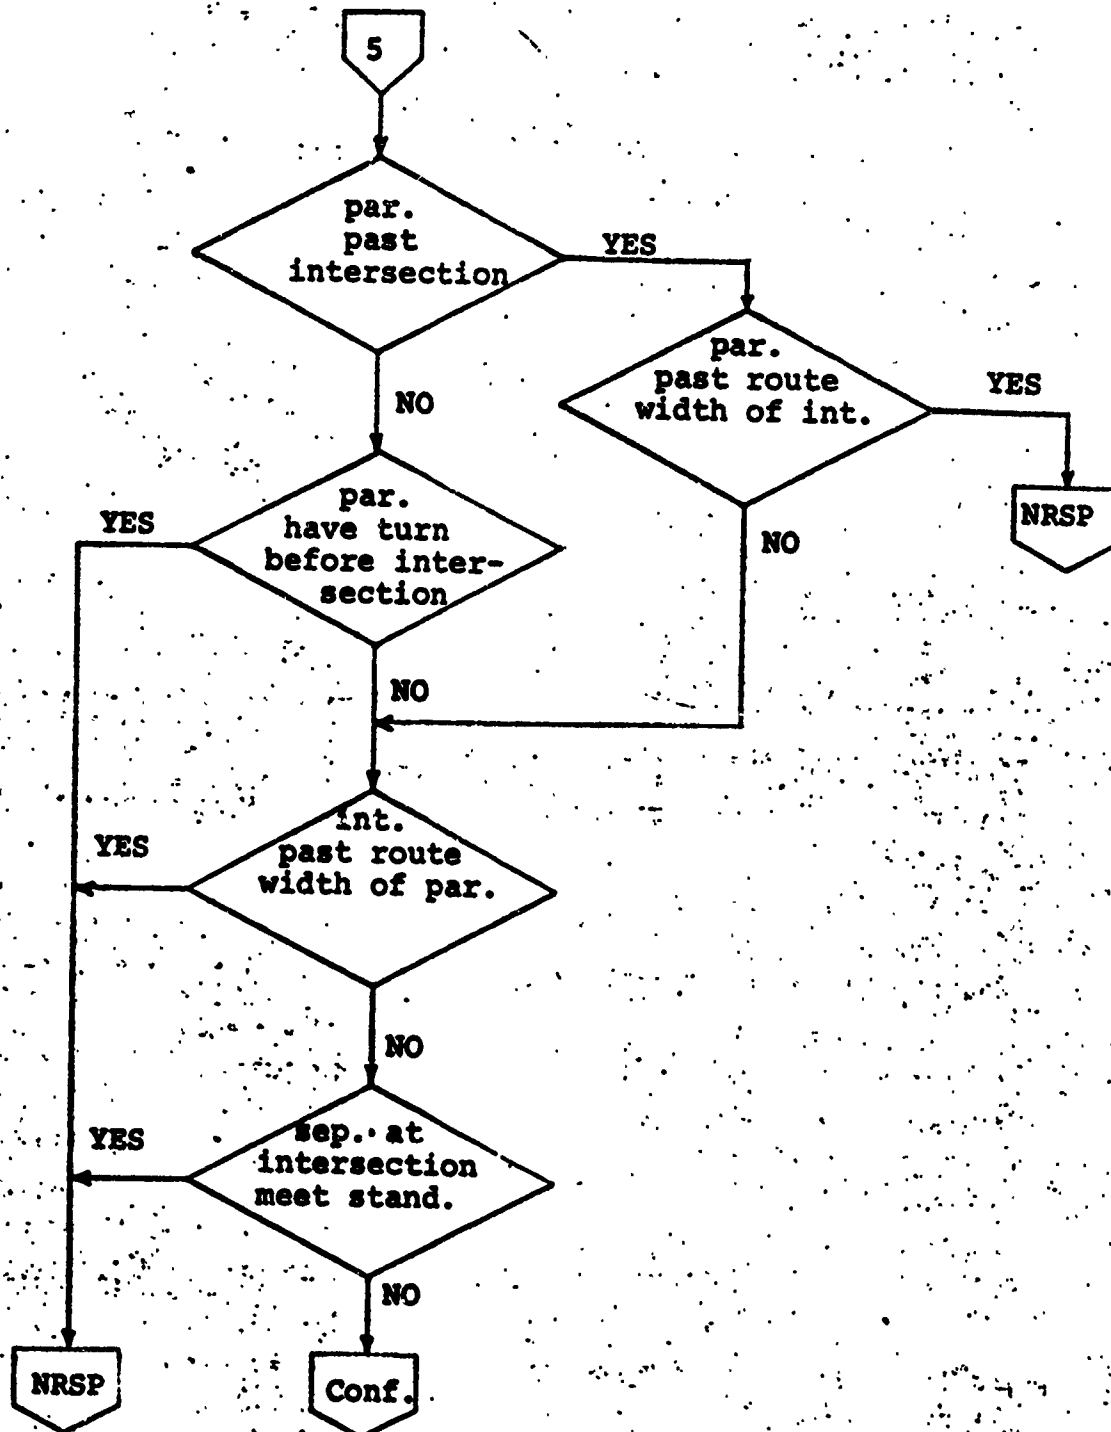 5
par.
past
intersection
YES
par.
past route
width of int.
YES
NRSP
NO
NO
par.
have turn
before inter-
section
YES
NO
int.
past route
width of par.
YES
NO
sep. at
intersection
meet stand.
YES
NO
NRSP
Conf.